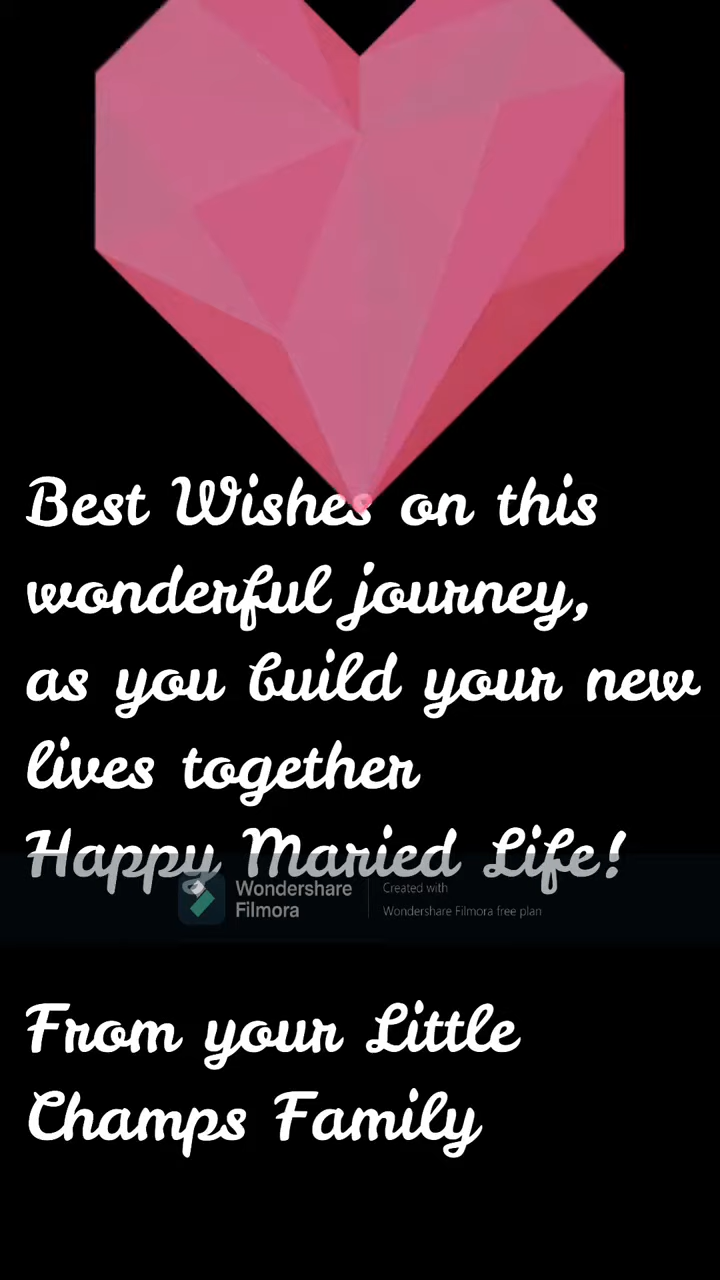 Best Wishes on this
wonderful journey,
as you build your new
lives together
Happy Maried Life!
Wondershare
Filmora
Created with
Wondershare Filmora free plan
From your Little
Champs Family